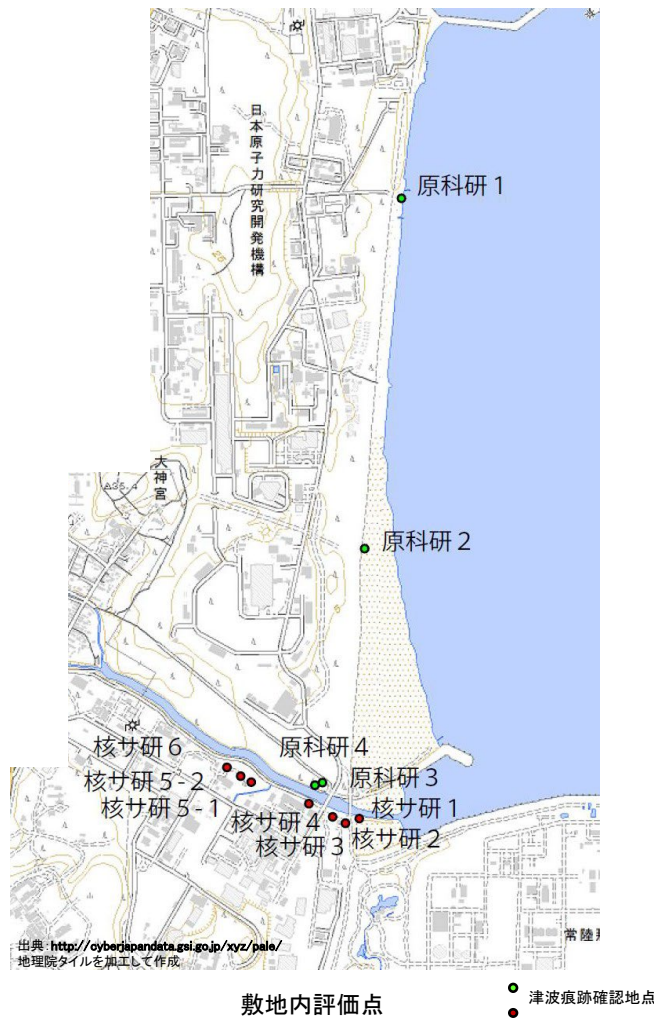 原科研１
日本原子力研究開発機構
25
大神宮
35.4
原科研２
核サ研６
原科研４
核サ研５-２
原科研３
核サ研５-１
核サ研４
核サ研１
核サ研３
核サ研２
出典：http://cyberjapandata.gsi.go.jp/xyz/pale/
地理院タイルを加工して作成
常陸
敷地内評価点
津波痕跡確認地点